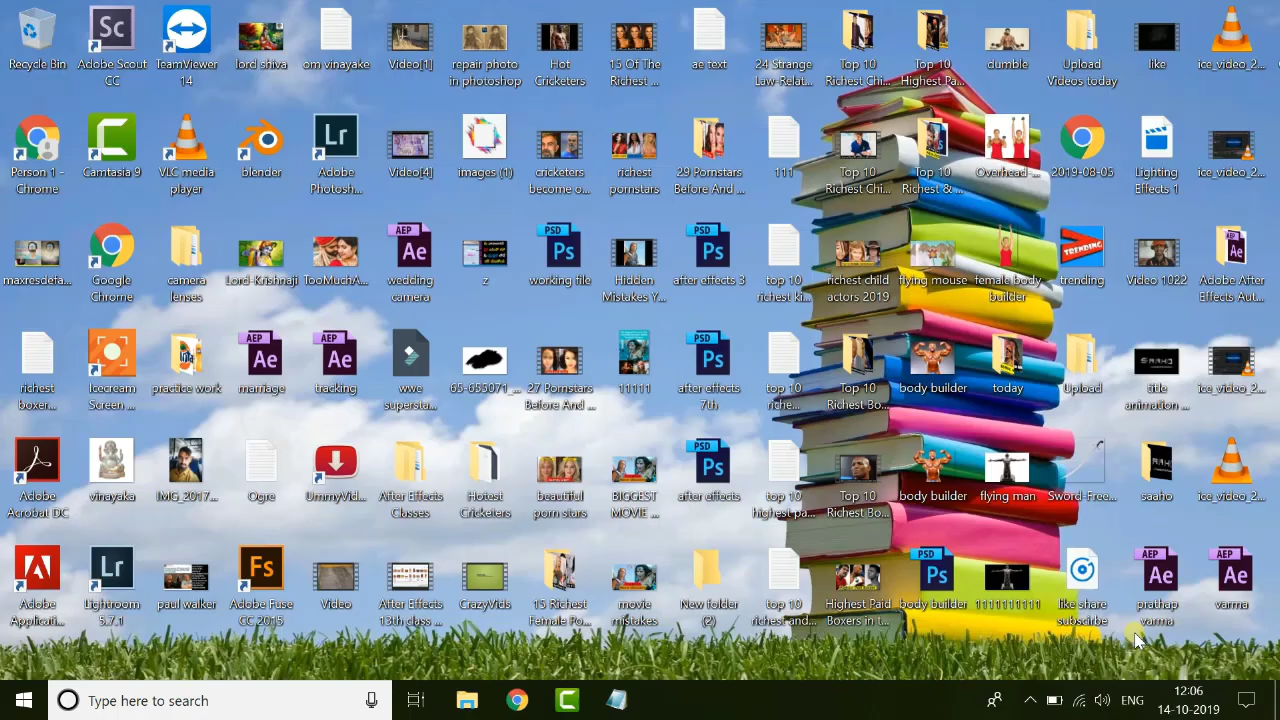 Recycle Bin
Adobe Scout
CC
TeamViewer
14
lord shiva
om vinayake
Video[1]
repair photo
in photoshop
Hot
Cricketers
15 Of The
Richest ...
ae text
24 Strange
Law-Relat...
Top 10
Richest Chi...
Top 10
Highest Pa...
dumble
Upload
Videos today
like
ice_video_2...
Person 1 -
Chrome
Camtasia 9
VLC media
player
blender
Adobe
Photosh...
Video[4]
images (1)
cricketers
become o...
richest
pornstars
29 Pornstars
Before And ...
111
Top 10
Richest Chi...
Top 10
Richest & ...
Overhead-...
2019-08-03
Lighting
Effects 1
ice_video_2...
maxresdefa...
Google
Chrome
camera
lenses
Lord-Krishnaji
TooMuchA...
wedding
camera
z
working file
Hidden
Mistakes Y...
after effects 3
top 10
richest ki...
richest child
actors 2019
flying mouse
female body
builder
trending
Video 1022
Adobe After
Effects Aut...
richest
boxer...
Icecream
Screen ...
practice work
marriage
tracking
wwe
supersta...
65-655071_...
27 Pornstars
Before And ...
11111
after effects
7th
top 10
riche...
Top 10
Richest Bo...
body builder
today
Upload
title
animation ...
ice_video_2...
Adobe
Acrobat DC
vinayaka
IMG_2017...
Ogre
UmmyVid...
After Effects
Classes
Hotest
Cricketers
beautiful
porn stars
BIGGEST
MOVIE ...
after effects
top 10
highest pa...
Top 10
Richest Bo...
body builder
flying man
Sword-Free...
saaho
ice_video_2...
Adobe
Applicati...
Lightroom
5.7.1
paul walker
Adobe Fuse
CC 2015
Video
After Effects
13th class ...
CrazyVids
15 Richest
Female Po...
movie
mistakes
New folder
(2)
top 10
richest and...
Highest Paid
Boxers in t...
body builder
1111111111
like share
subscirbe
prathap
varma
varma
Type here to search
ENG
12:06
14-10-2019